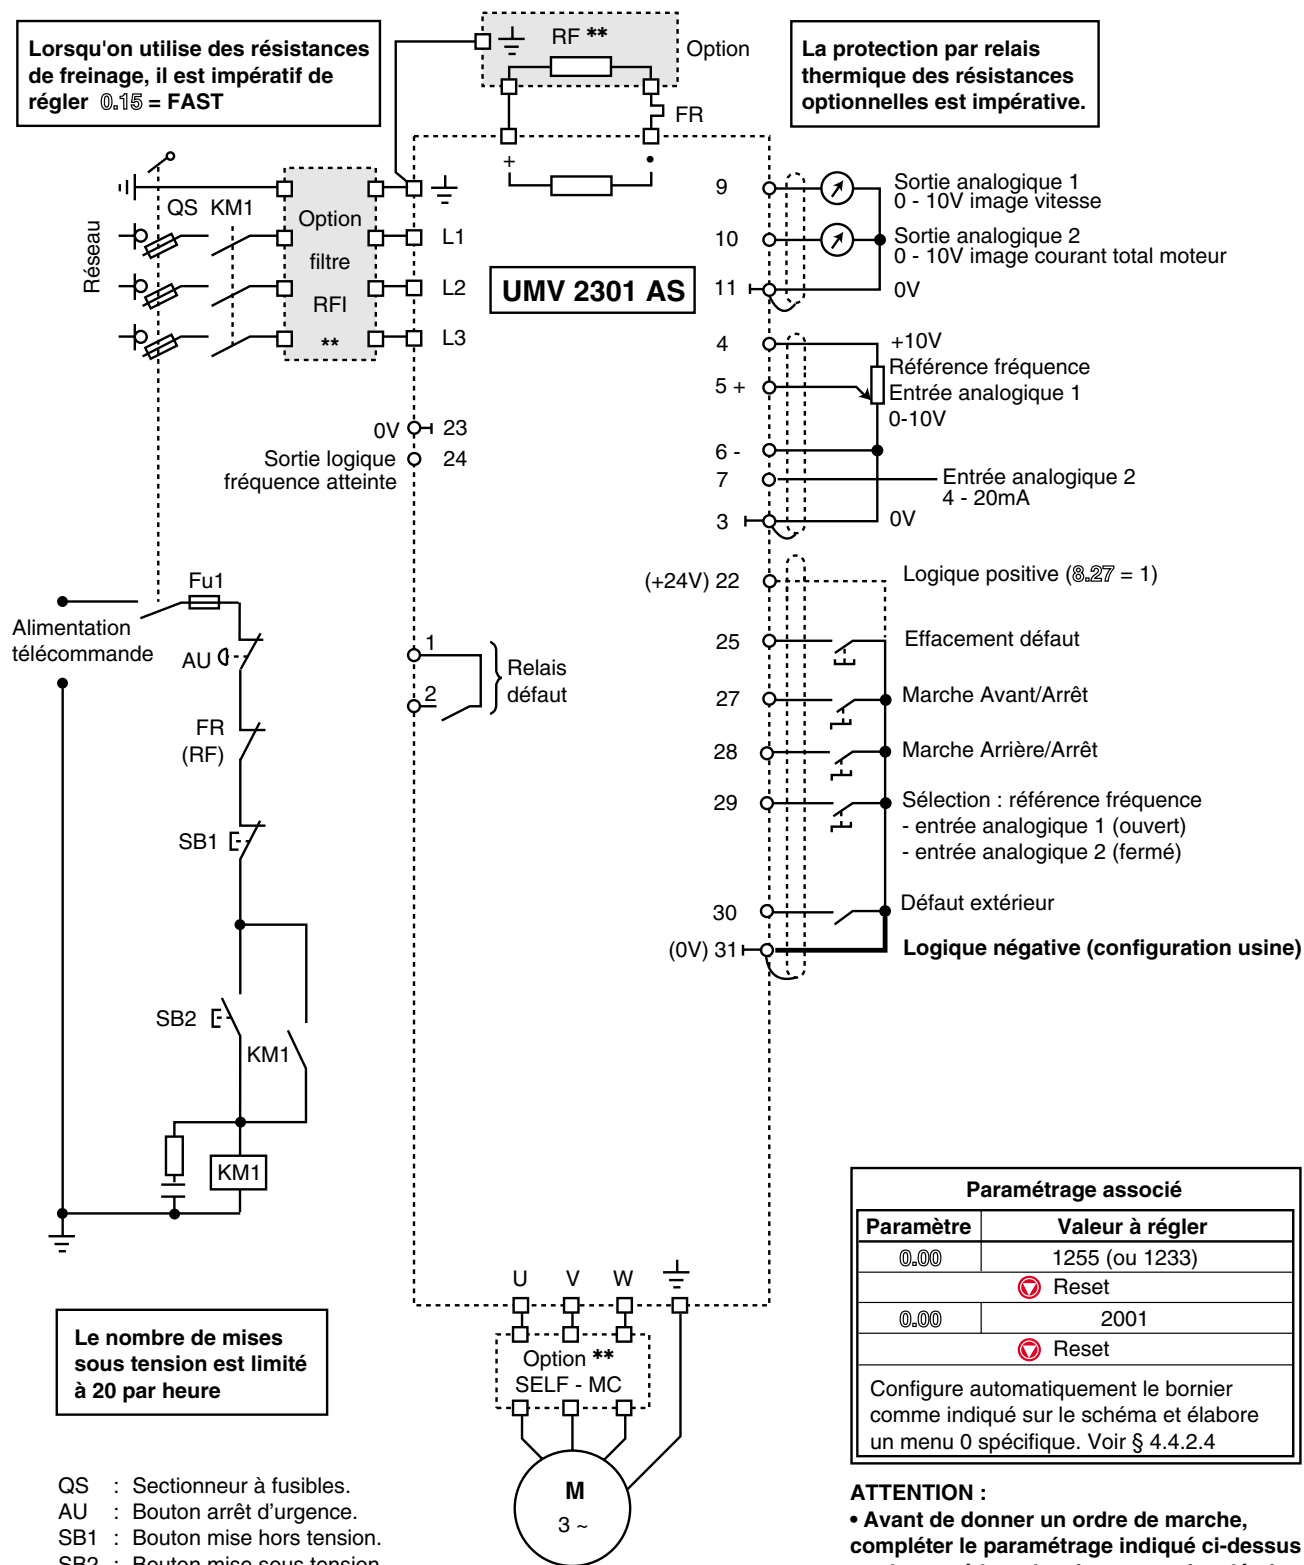 Lorsqu'on utilise des résistances
de freinage, il est impératif de
régler 0.15 = FAST
RF **
Option
FR
La protection par relais
thermique des résistances
optionnelles est impérative.
+
•
Réseau
QS KM1
Option
filtre
RFI
**
L1
L2
L3
UMV 2301 AS
9
Sortie analogique 1
0 - 10V image vitesse
10
Sortie analogique 2
0 - 10V image courant total moteur
11
0V
4
+10V
Référence fréquence
5 +
Entrée analogique 1
0-10V
6 -
7
Entrée analogique 2
4 - 20mA
3
0V
0V 23
Sortie logique 24
fréquence atteinte
(+24V) 22
Logique positive (8.27 = 1)
25
Effacement défaut
27
Marche Avant/Arrêt
28
Marche Arrière/Arrêt
29
Sélection : référence fréquence
- entrée analogique 1 (ouvert)
- entrée analogique 2 (fermé)
30
Défaut extérieur
(0V) 31
Logique négative (configuration usine)
1
2
Relais
défaut
Fu1
Alimentation
télécommande
AU
FR
(RF)
SB1
SB2
KM1
KM1
Le nombre de mises
sous tension est limité
à 20 par heure
U V W
Option **
SELF - MC
M
3 ~
Paramétrage associé
Paramètre Valeur à régler
0.00 1255 (ou 1233)
Reset
0.00 2001
Reset
Configure automatiquement le bornier
comme indiqué sur le schéma et élabore
un menu 0 spécifique. Voir § 4.4.2.4
QS : Sectionneur à fusibles.
AU : Bouton arrêt d'urgence.
SB1 : Bouton mise hors tension.
SB2 : Bouton mise sous tension
ATTENTION :
• Avant de donner un ordre de marche,
compléter le paramétrage indiqué ci-dessus